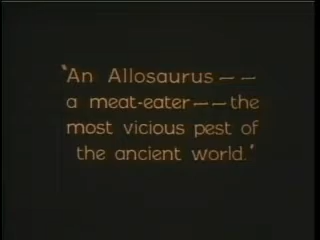 "An Allosaurus——
a meat-eater——the
most vicious pest of
the ancient world."